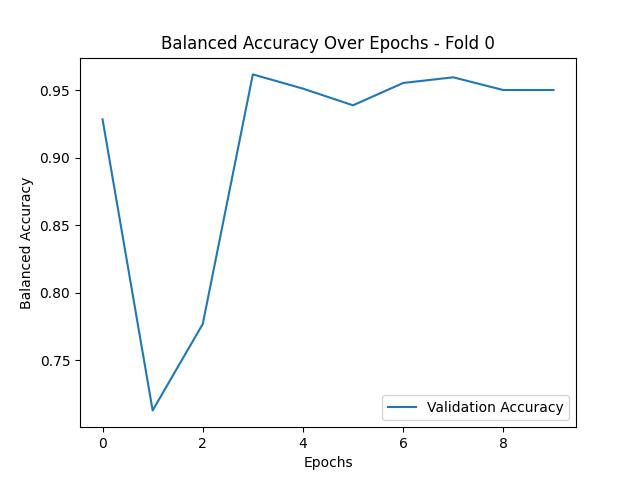 Balanced Accuracy Over Epochs - Fold 0
Balanced Accuracy
0.95
0.90
0.85
0.80
0.75
0 2 4 6 8
Epochs
Validation Accuracy